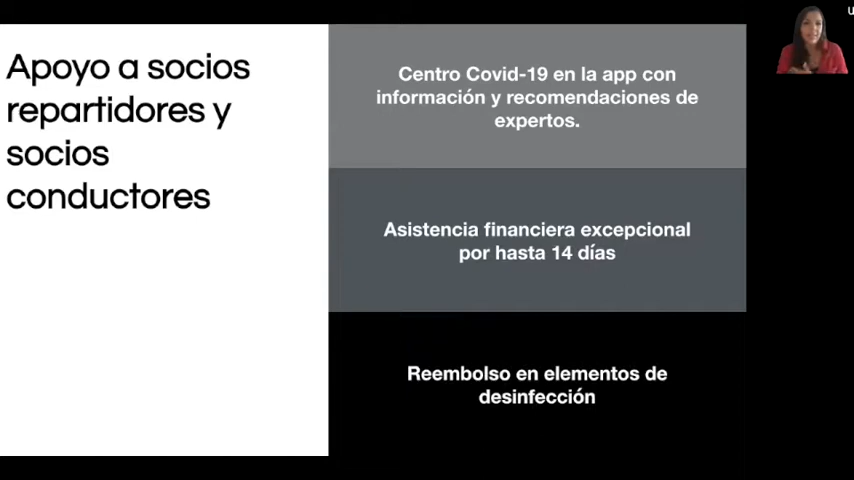 Apoyo a socios
repartidores y
socios
conductores
Centro Covid-19 en la app con
información y recomendaciones de
expertos.
Asistencia financiera excepcional
por hasta 14 días
Reembolso en elementos de
desinfección
U